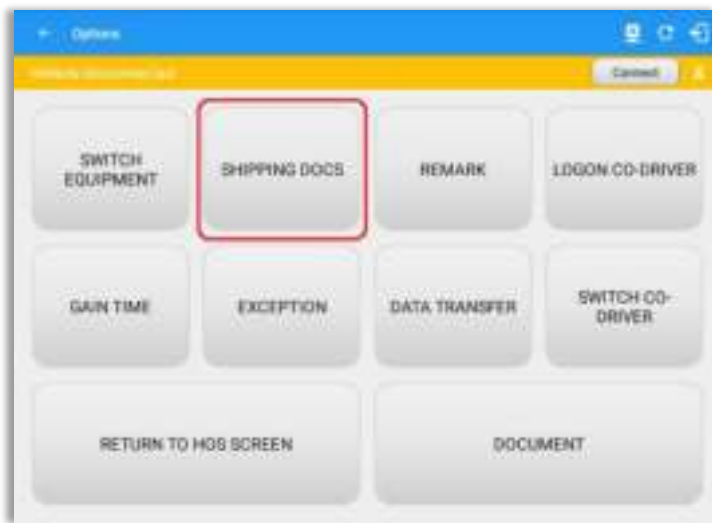 Options
Connect
SWITCH
EQUIPMENT
SHIPPING DOCS
REMARK
LOGON CO-DRIVER
GAIN TIME
EXCEPTION
DATA TRANSFER
SWITCH CO-
DRIVER
RETURN TO HOS SCREEN
DOCUMENT